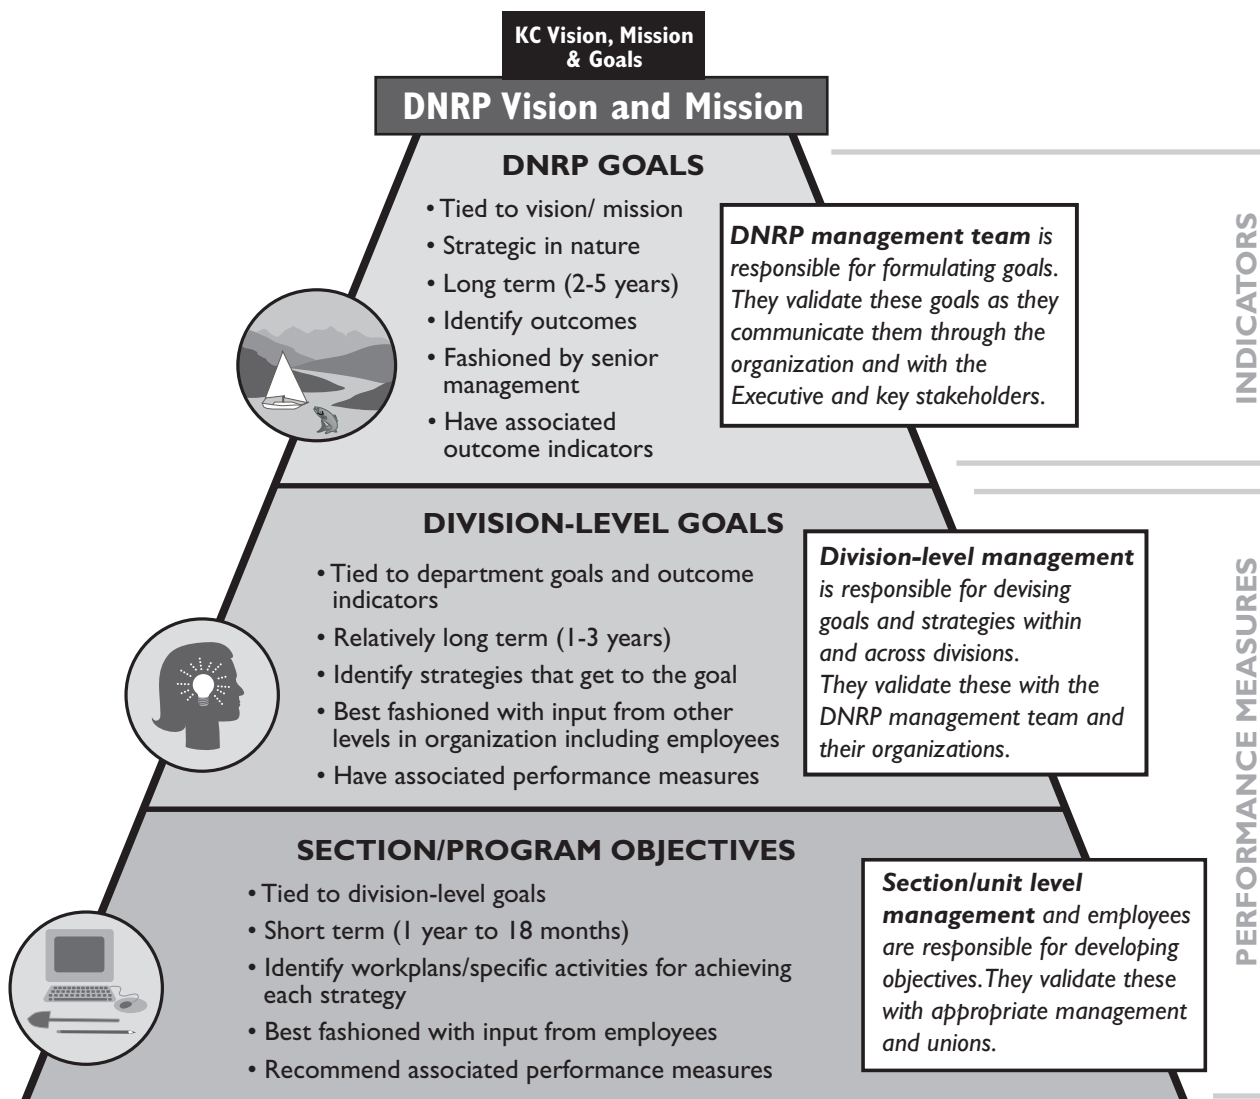 KC Vision, Mission
& Goals
DNRP Vision and Mission
DNRP GOALS
• Tied to vision/ mission
• Strategic in nature
• Long term (2-5 years)
• Identify outcomes
• Fashioned by senior
management
• Have associated
outcome indicators
DNRP management team is
responsible for formulating goals.
They validate these goals as they
communicate them through the
organization and with the
Executive and key stakeholders.
INDICATORS
DIVISION-LEVEL GOALS
• Tied to department goals and outcome
indicators
• Relatively long term (1-3 years)
• Identify strategies that get to the goal
• Best fashioned with input from other
levels in organization including employees
• Have associated performance measures
Division-level management
is responsible for devising
goals and strategies within
and across divisions.
They validate these with the
DNRP management team and
their organizations.
PERFORMANCE MEASURES
SECTION/PROGRAM OBJECTIVES
• Tied to division-level goals
• Short term (1 year to 18 months)
• Identify workplans/specific activities for achieving
each strategy
• Best fashioned with input from employees
• Recommend associated performance measures
Section/unit level
management and employees
are responsible for developing
objectives. They validate these
with appropriate management
and unions.